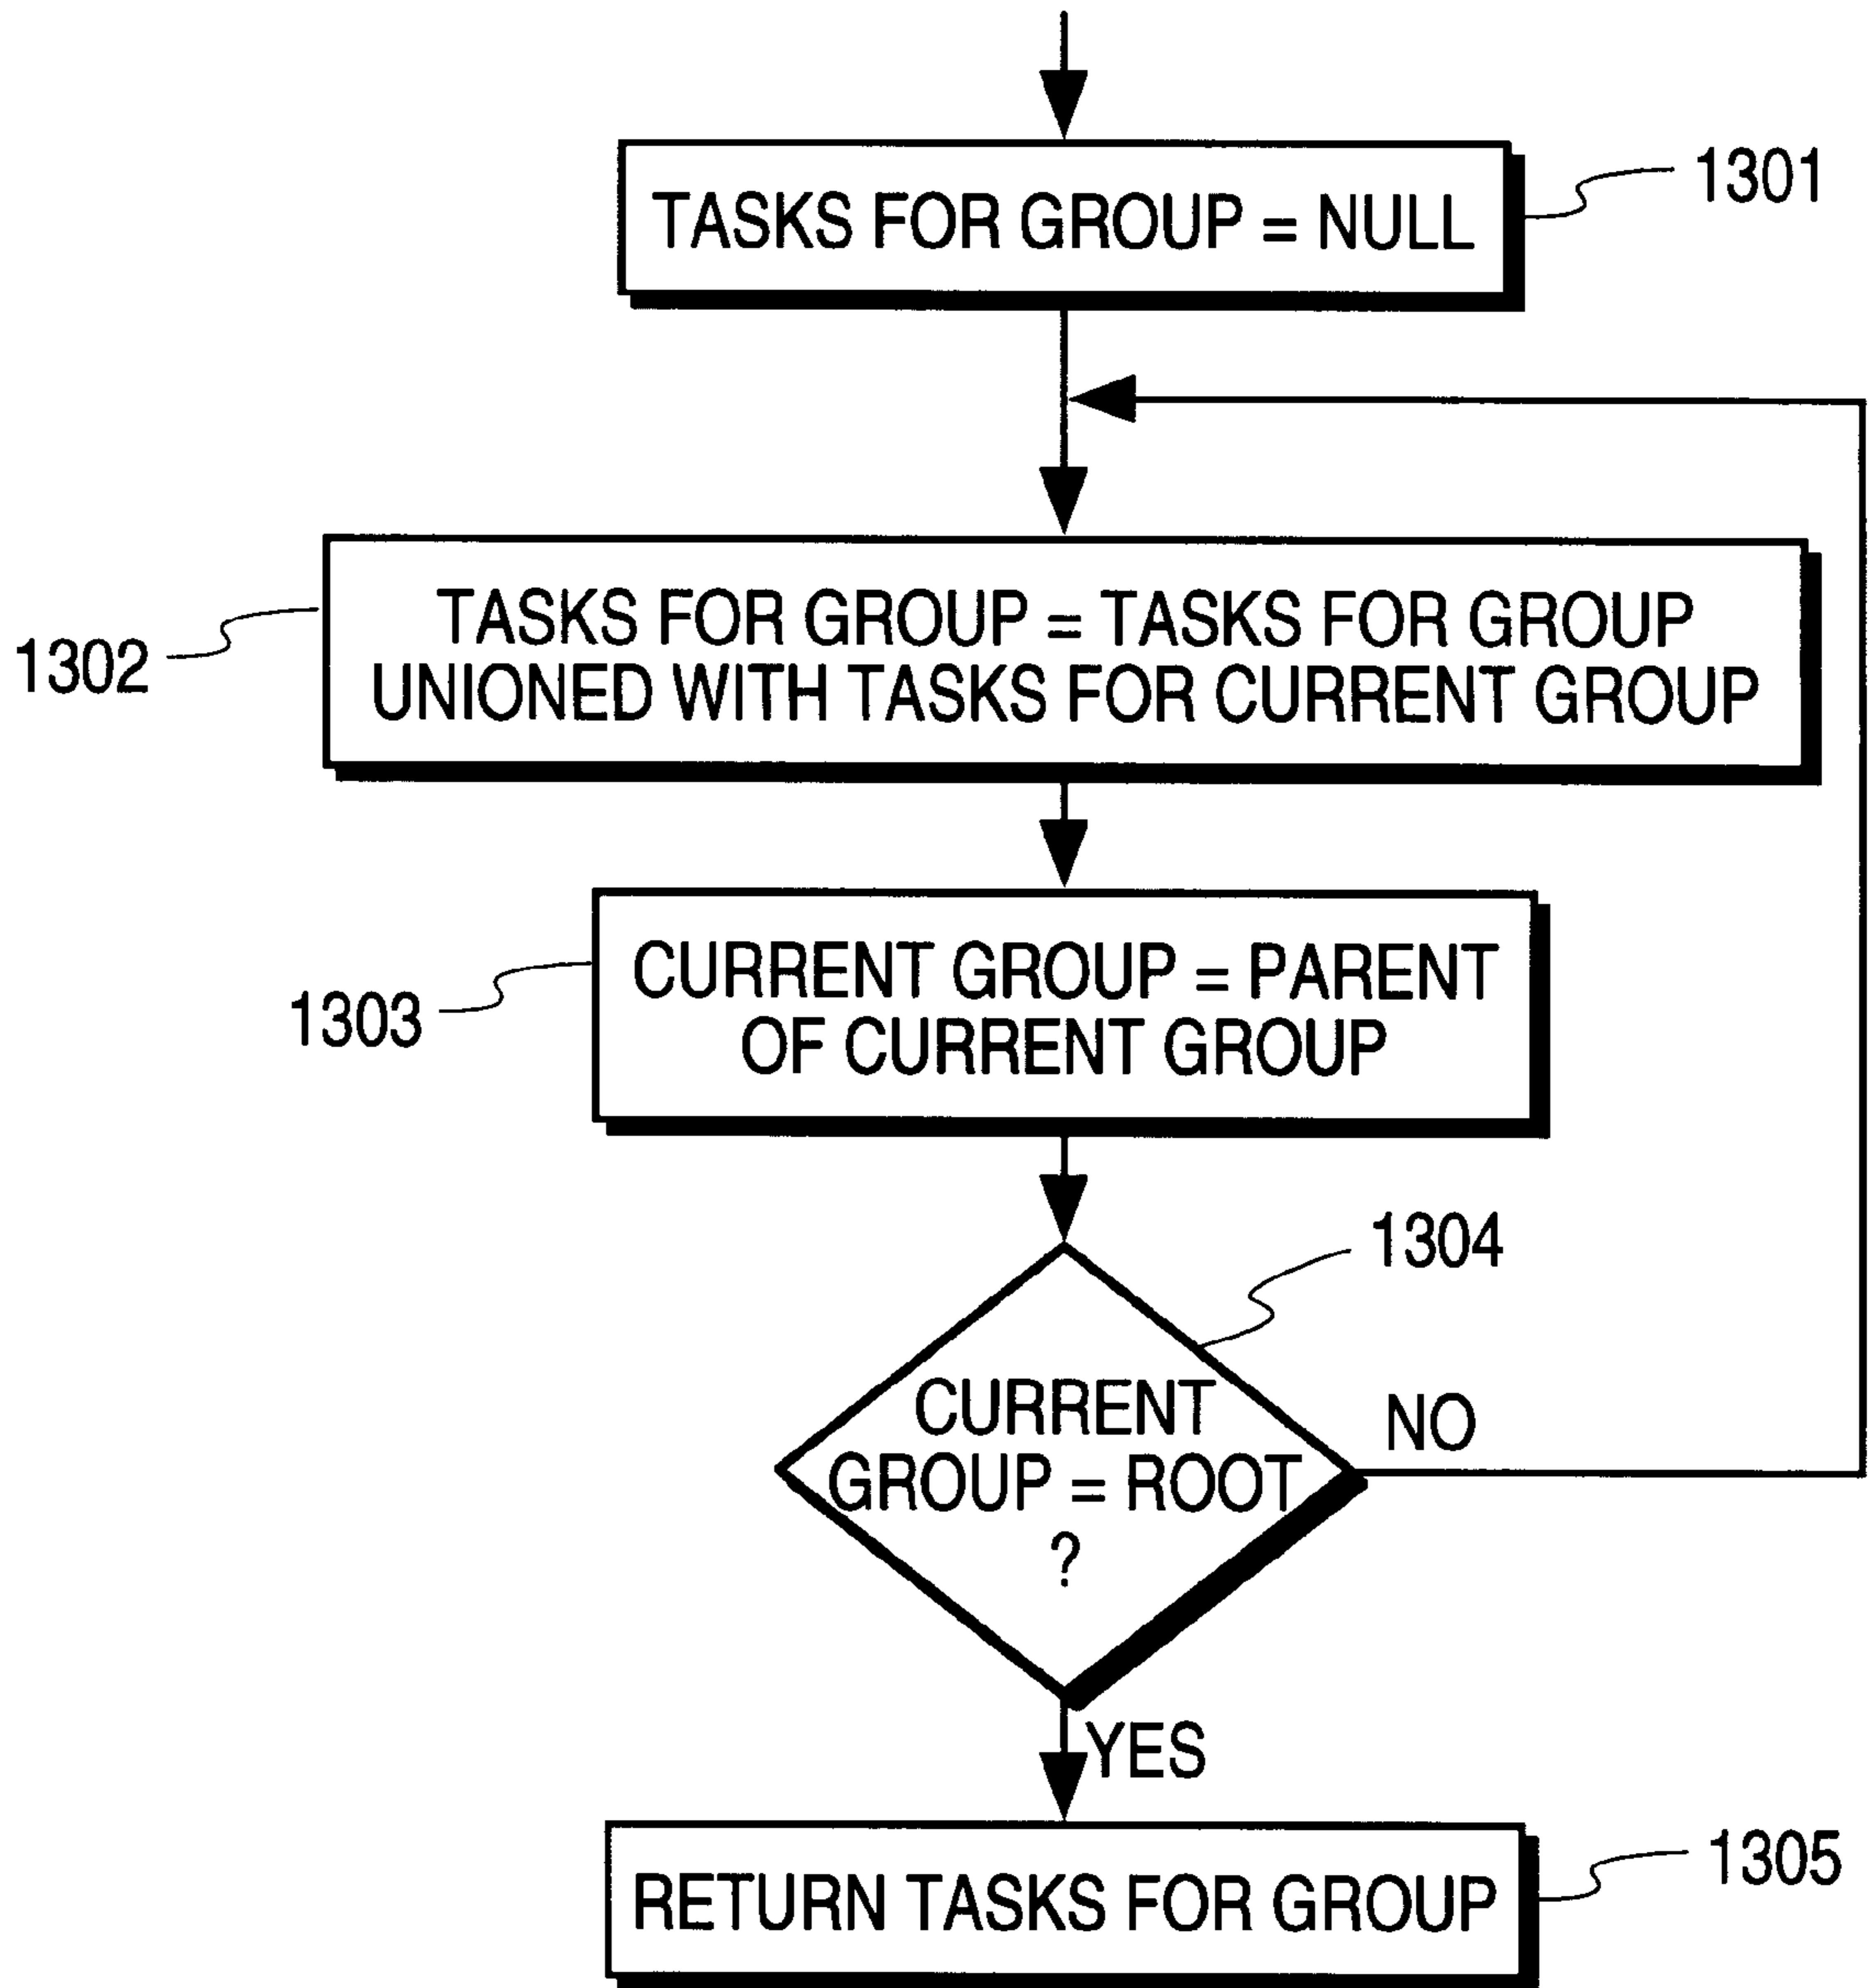 TASKS FOR GROUP = NULL
1301
TASKS FOR GROUP = TASKS FOR GROUP
UNIONED WITH TASKS FOR CURRENT GROUP
1302
CURRENT GROUP = PARENT
OF CURRENT GROUP
1303
1304
CURRENT
GROUP = ROOT
?
NO
YES
RETURN TASKS FOR GROUP
1305